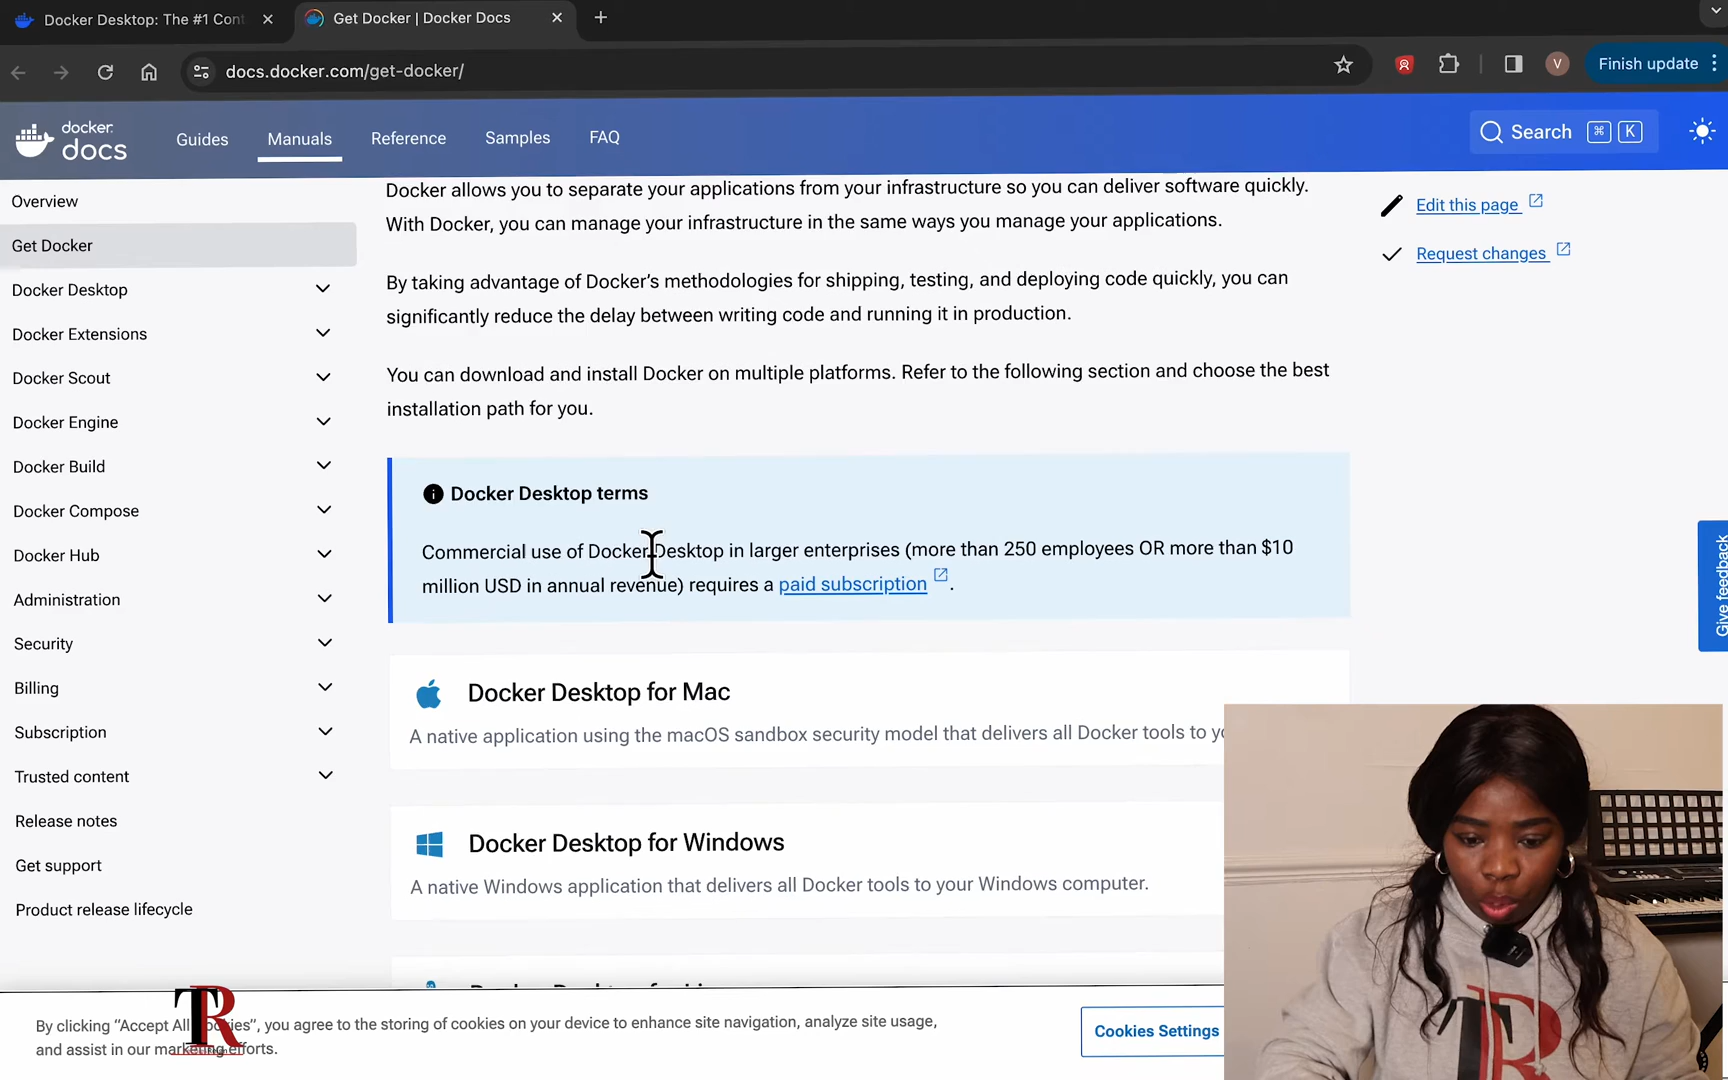 Docker Desktop: The #1 Cont
Get Docker | Docker Docs
docs.docker.com/get-docker/
V
Finish update
docker
docs
Guides
Manuals
Reference
Samples
FAQ
Search ⌘ K
Overview
Get Docker
Docker Desktop
Docker Extensions
Docker Scout
Docker Engine
Docker Build
Docker Compose
Docker Hub
Administration
Security
Billing
Subscription
Trusted content
Release notes
Get support
Product release lifecycle
Docker allows you to separate your applications from your infrastructure so you can deliver software quickly.
With Docker, you can manage your infrastructure in the same ways you manage your applications.
By taking advantage of Docker’s methodologies for shipping, testing, and deploying code quickly, you can
significantly reduce the delay between writing code and running it in production.
You can download and install Docker on multiple platforms. Refer to the following section and choose the best
installation path for you.
Docker Desktop terms
Commercial use of Docker Desktop in larger enterprises (more than 250 employees OR more than $10
million USD in annual revenue) requires a paid subscription.
Docker Desktop for Mac
A native application using the macOS sandbox security model that delivers all Docker tools to yo
Docker Desktop for Windows
A native Windows application that delivers all Docker tools to your Windows computer.
Edit this page
Request changes
Give feedback
By clicking “Accept All Cookies”, you agree to the storing of cookies on your device to enhance site navigation, analyze site usage,
and assist in our marketing efforts.
TR
Cookies Settings